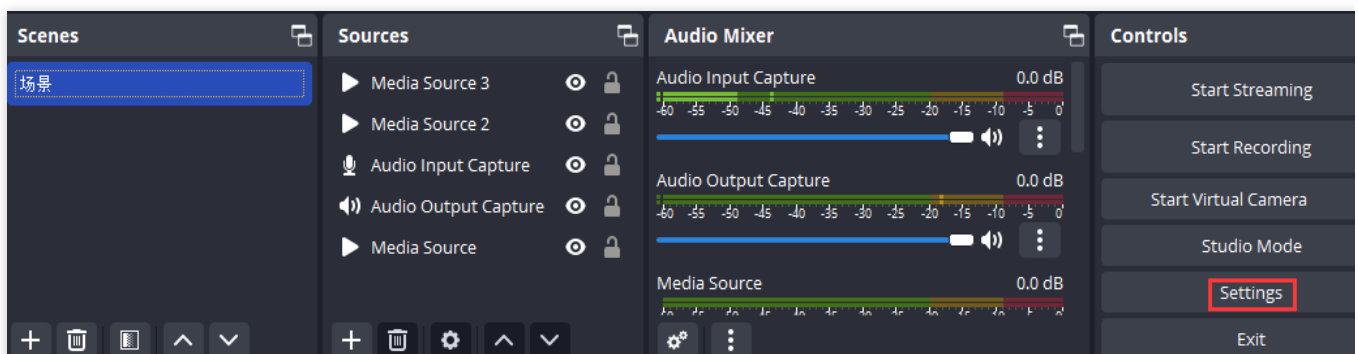 Scenes
场景
Sources
Media Source 3
Media Source 2
Audio Input Capture
Audio Output Capture
Media Source
Audio Mixer
Audio Input Capture 0.0 dB
-60 -55 -50 -45 -40 -35 -30 -25 -20 -15 -10 -5 0
Audio Output Capture 0.0 dB
-60 -55 -50 -45 -40 -35 -30 -25 -20 -15 -10 -5 0
Media Source 0.0 dB
Controls
Start Streaming
Start Recording
Start Virtual Camera
Studio Mode
Settings
Exit